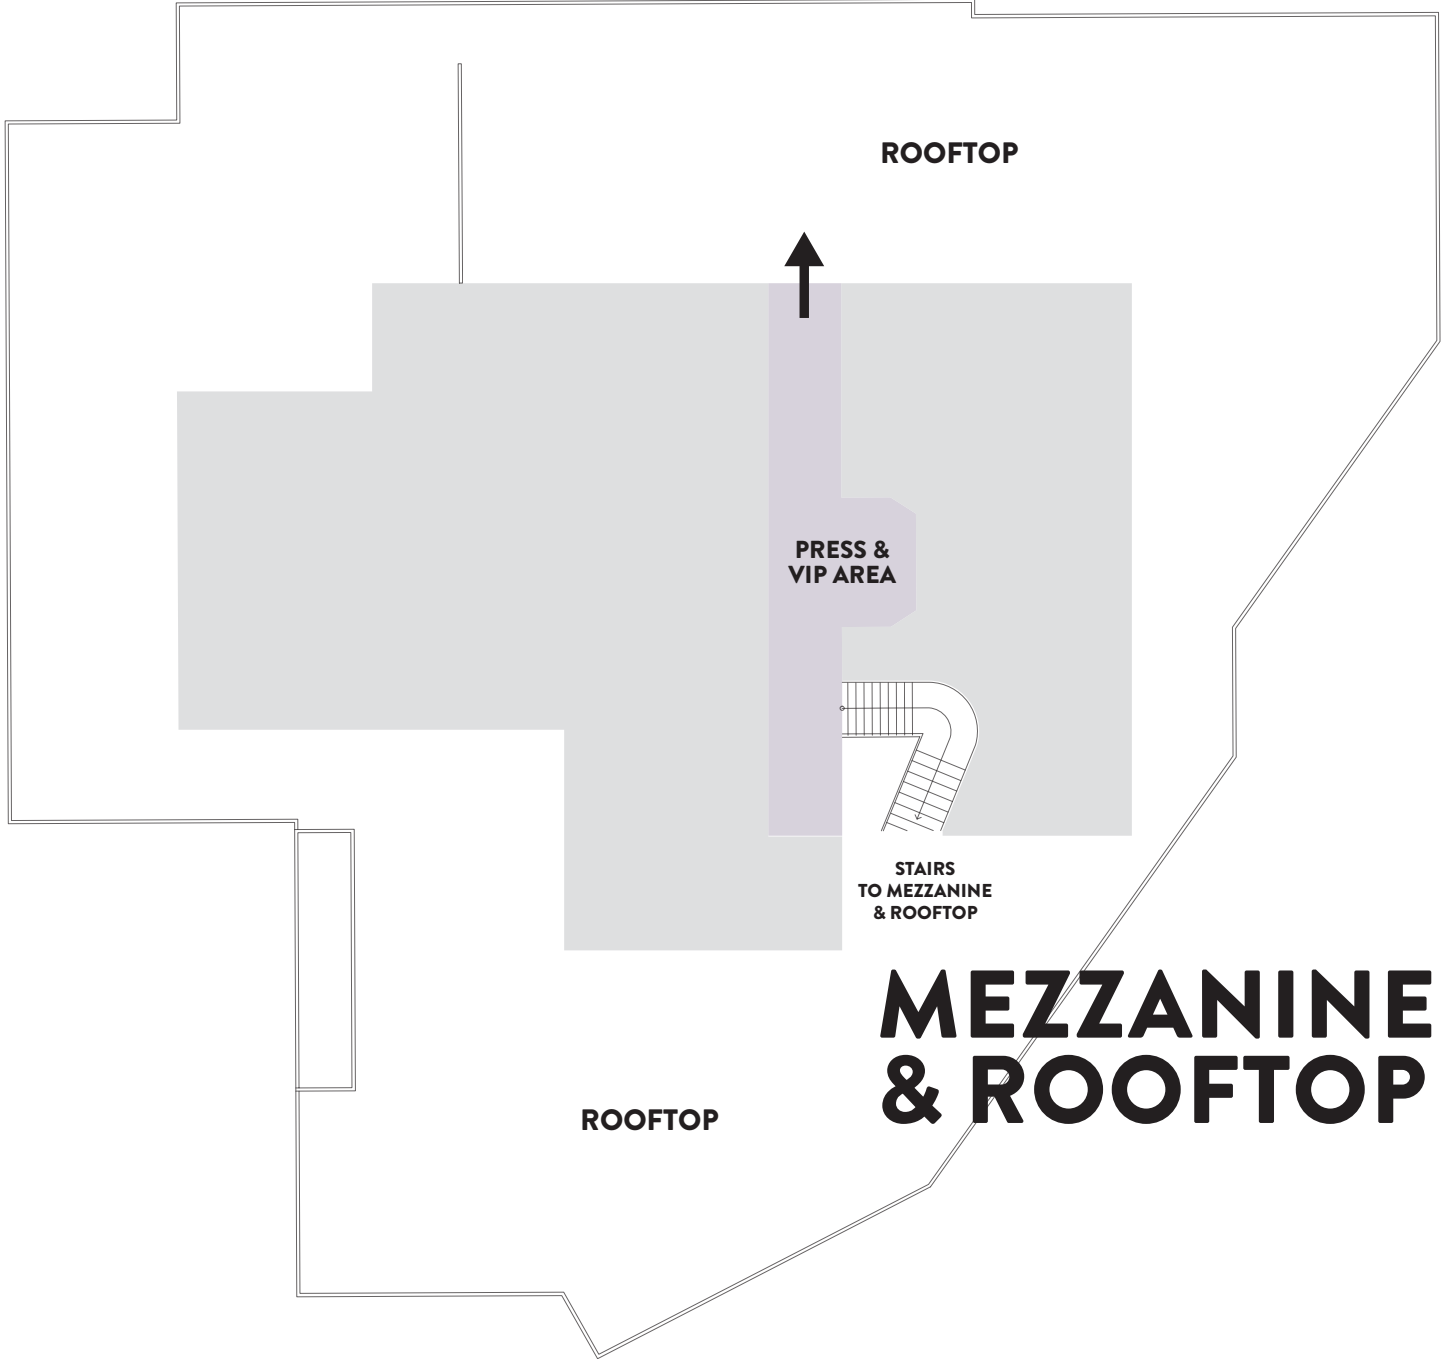 ROOFTOP
PRESS &
VIP AREA
STAIRS
TO MEZZANINE
& ROOFTOP
MEZZANINE
& ROOFTOP
ROOFTOP